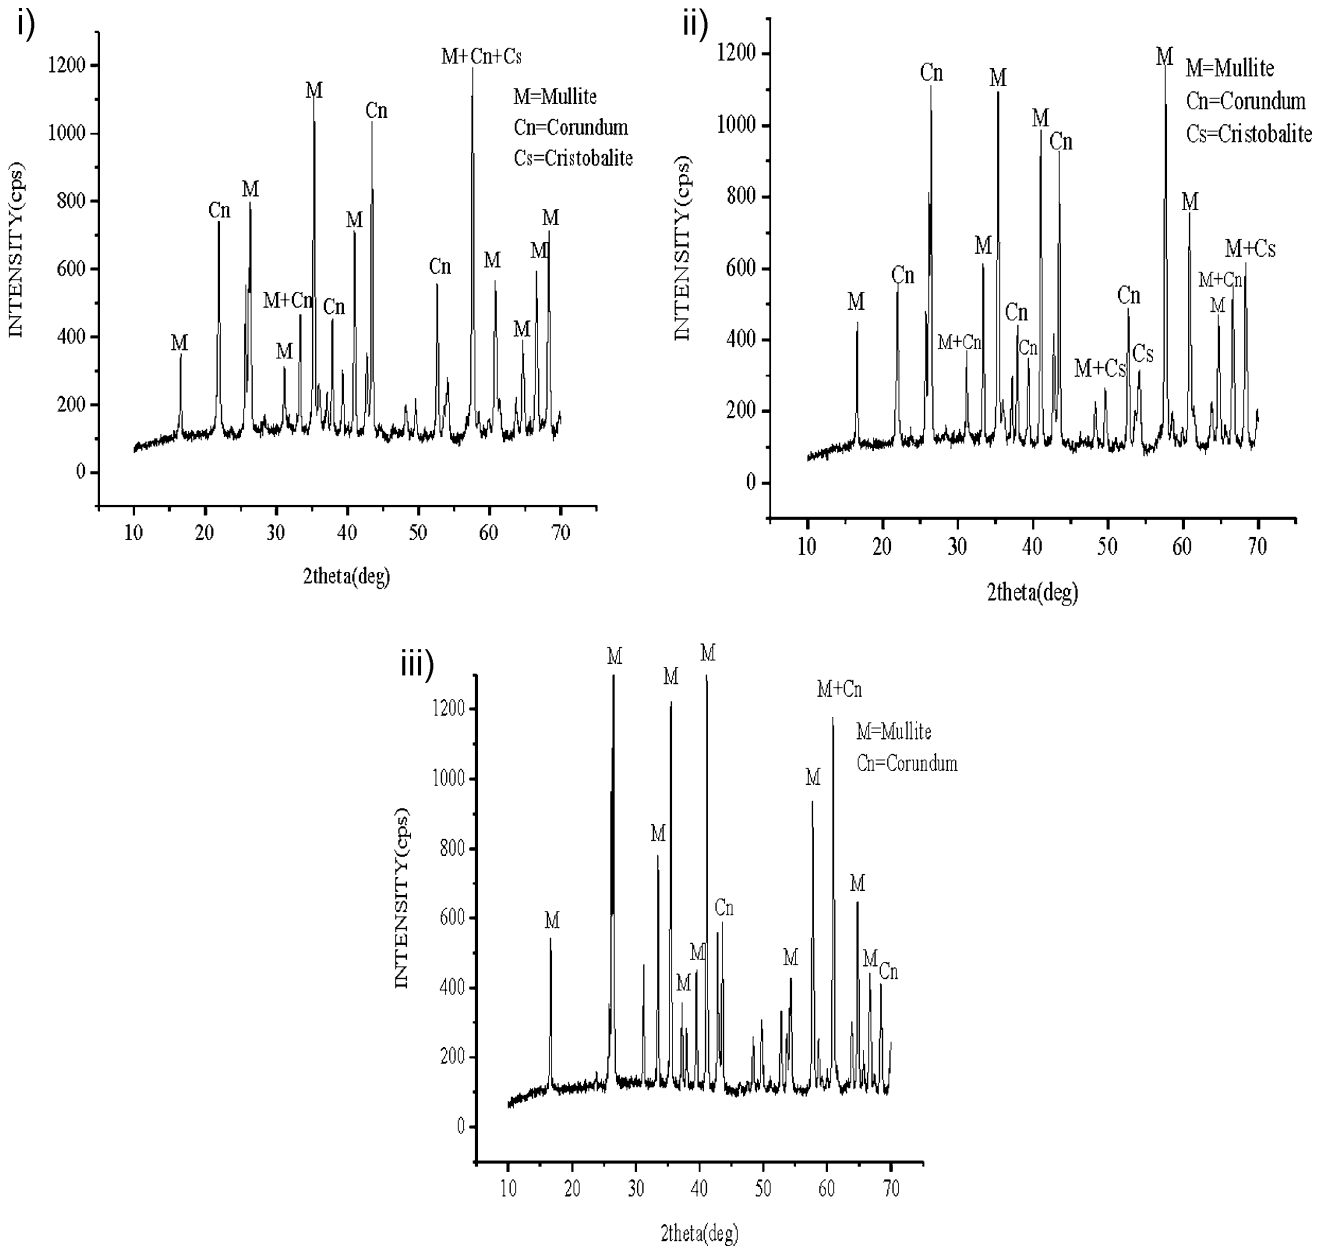 i)
M+Cn+Cs
M
Cn
M=Mullite
Cn=Corundum
Cs=Cristobalite
Cn
M
M
M
M
Cn
M
M
M+Cn
Cn
M
M
M
INTENSITY(cps)
1200
1000
800
600
400
200
0
10 20 30 40 50 60 70
2theta(deg)
ii)
M
Cn
M
M=Mullite
Cn=Corundum
Cs=Cristobalite
M
Cn
M
M
M+Cs
Cn
M+Cn
M
Cn
Cn
M
M+Cn
Cn
Cs
M+Cs
INTENSITY(cps)
1200
1000
800
600
400
200
0
10 20 30 40 50 60 70
2theta(deg)
iii)
M
M
M
M+Cn
M=Mullite
Cn=Corundum
M
M
M
Cn
M
M
M
M
M
Cn
INTENSITY(cps)
1200
1000
800
600
400
200
0
10 20 30 40 50 60 70
2theta(deg)